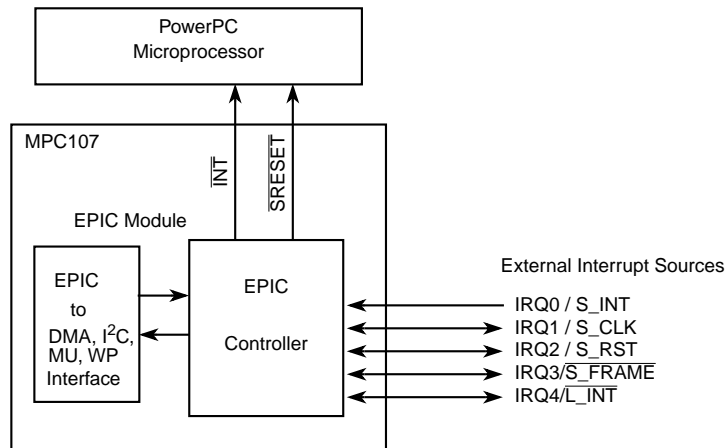 PowerPC
Microprocessor
MPC107
INT
SRESET
EPIC Module
EPIC
to
DMA, I²C,
MU, WP
Interface
EPIC
Controller
External Interrupt Sources
IRQ0 / S_INT
IRQ1 / S_CLK
IRQ2 / S_RST
IRQ3/S_FRAME
IRQ4/L_INT